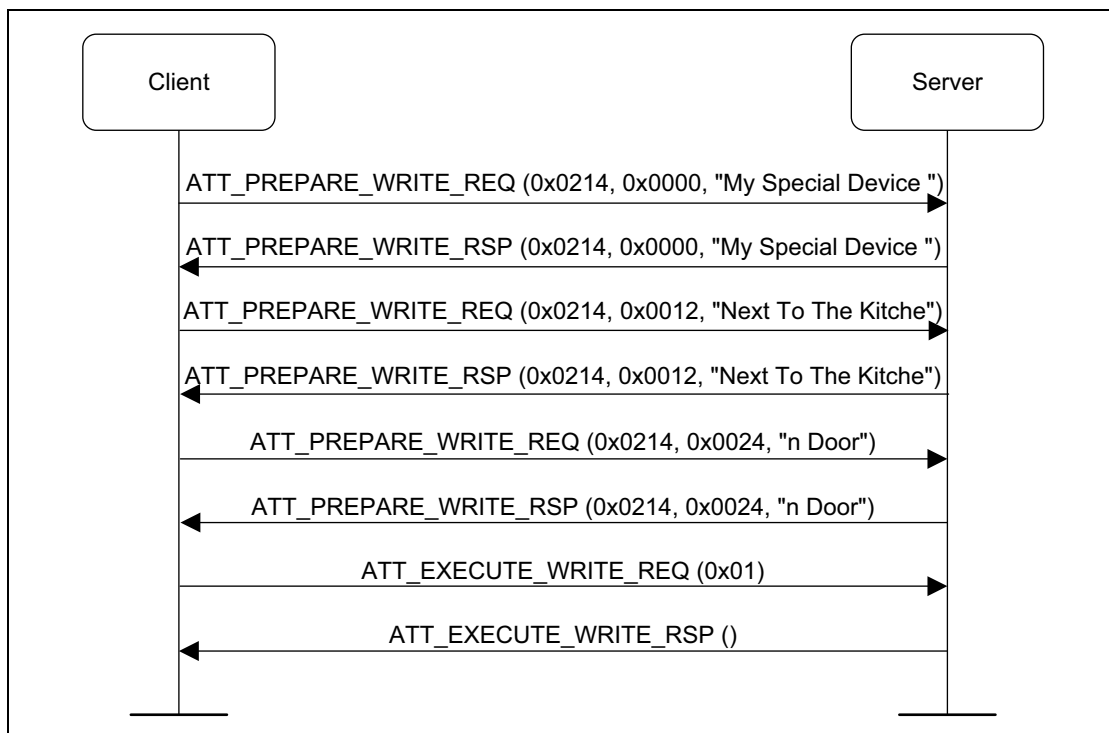 Client
Server
ATT_PREPARE_WRITE_REQ (0x0214, 0x0000, "My Special Device ")
ATT_PREPARE_WRITE_RSP (0x0214, 0x0000, "My Special Device ")
ATT_PREPARE_WRITE_REQ (0x0214, 0x0012, "Next To The Kitche")
ATT_PREPARE_WRITE_RSP (0x0214, 0x0012, "Next To The Kitche")
ATT_PREPARE_WRITE_REQ (0x0214, 0x0024, "n Door")
ATT_PREPARE_WRITE_RSP (0x0214, 0x0024, "n Door")
ATT_EXECUTE_WRITE_REQ (0x01)
ATT_EXECUTE_WRITE_RSP ()